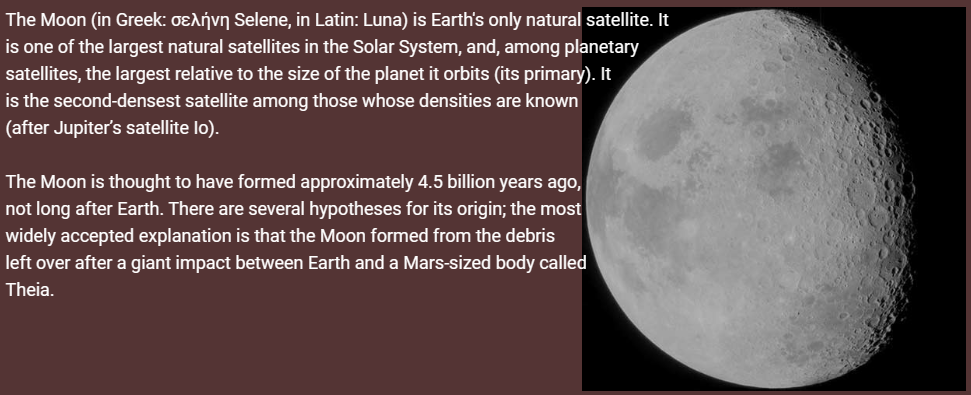 The Moon (in Greek: σελήνη Selene, in Latin: Luna) is Earth's only natural satellite. It
is one of the largest natural satellites in the Solar System, and, among planetary
satellites, the largest relative to the size of the planet it orbits (its primary). It
is the second-densest satellite among those whose densities are known
(after Jupiter’s satellite Io).
The Moon is thought to have formed approximately 4.5 billion years ago,
not long after Earth. There are several hypotheses for its origin; the most
widely accepted explanation is that the Moon formed from the debris
left over after a giant impact between Earth and a Mars-sized body called
Theia.